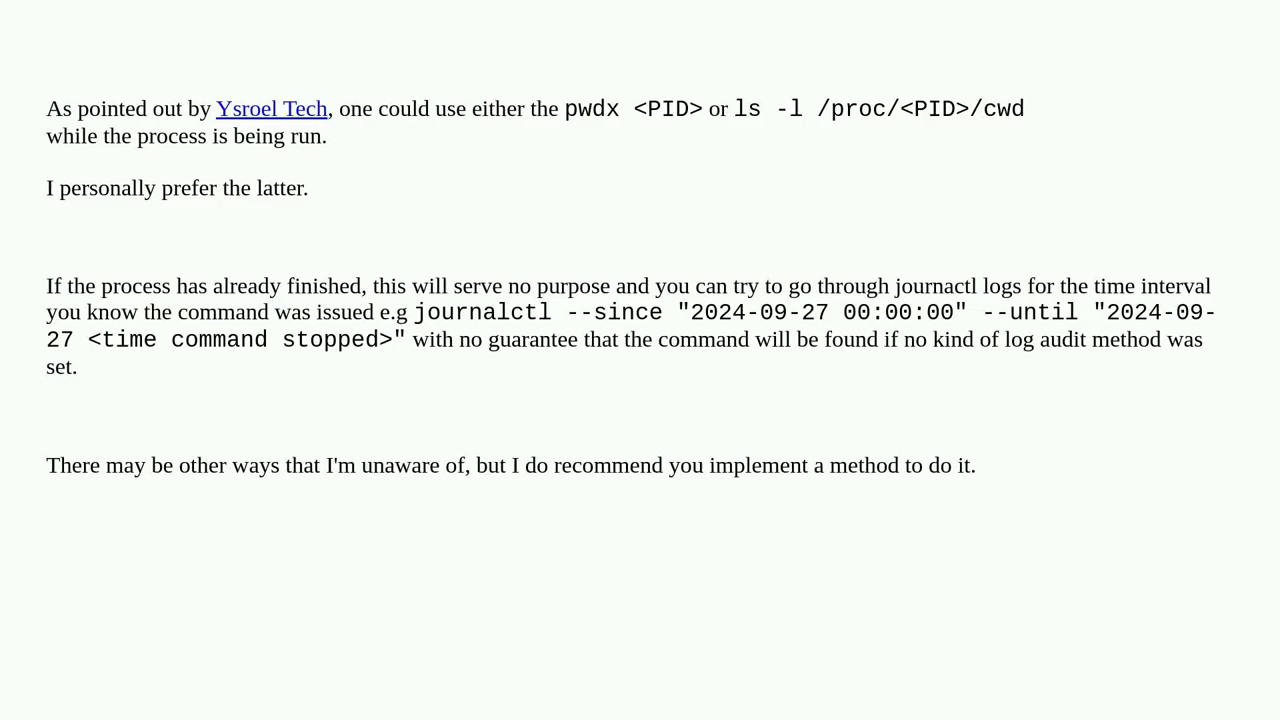 As pointed out by Ysroel Tech, one could use either the pwdx <PID> or ls -l /proc/<PID>/cwd
while the process is being run.
I personally prefer the latter.
If the process has already finished, this will serve no purpose and you can try to go through journactl logs for the time interval
you know the command was issued e.g journalctl --since "2024-09-27 00:00:00" --until "2024-09-
27 <time command stopped>" with no guarantee that the command will be found if no kind of log audit method was
set.
There may be other ways that I'm unaware of, but I do recommend you implement a method to do it.